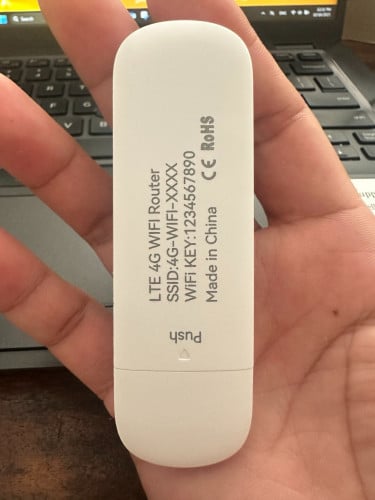 LTE 4G WIFI Router
SSID:4G-WIFI-XXXX
WiFi KEY:1234567890
Made in China CE RoHS
Push